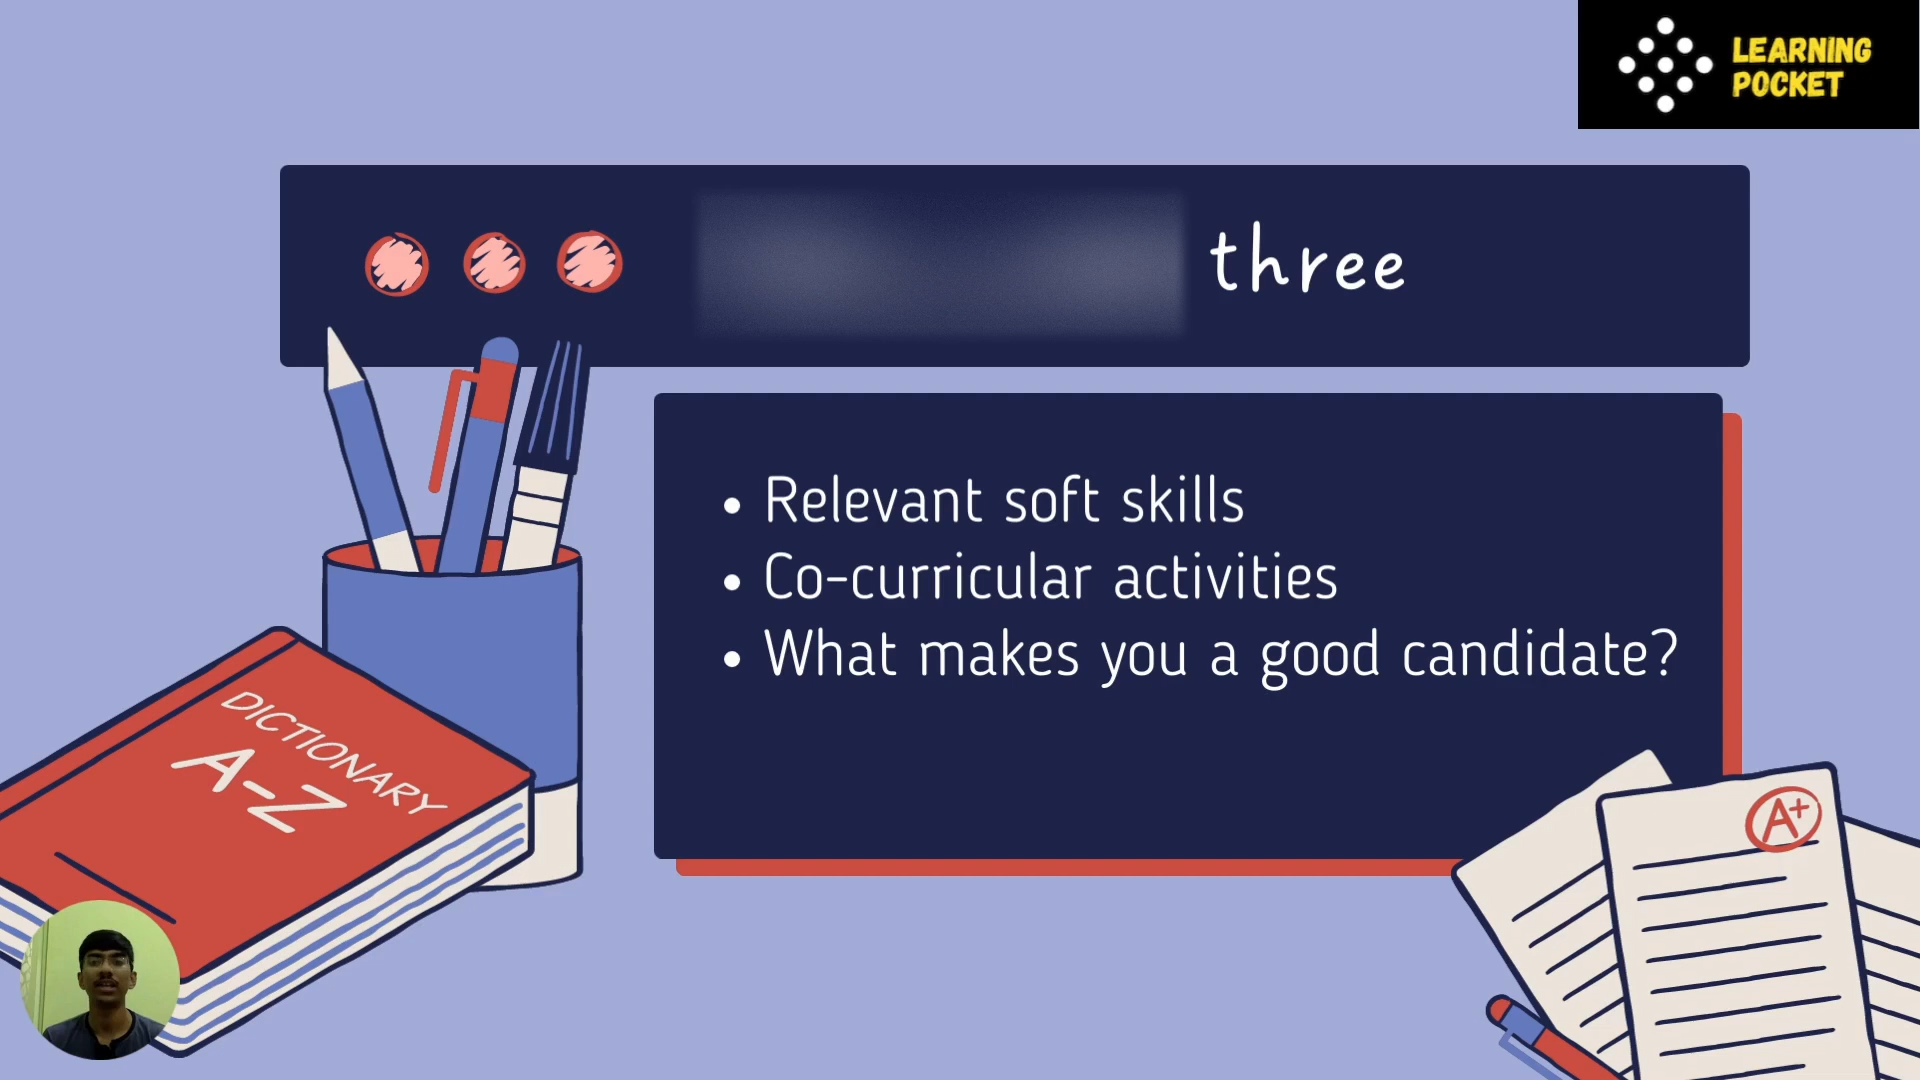 LEARNING
POCKET
three
• Relevant soft skills
• Co-curricular activities
• What makes you a good candidate?
DICTIONARY
A-Z
A+